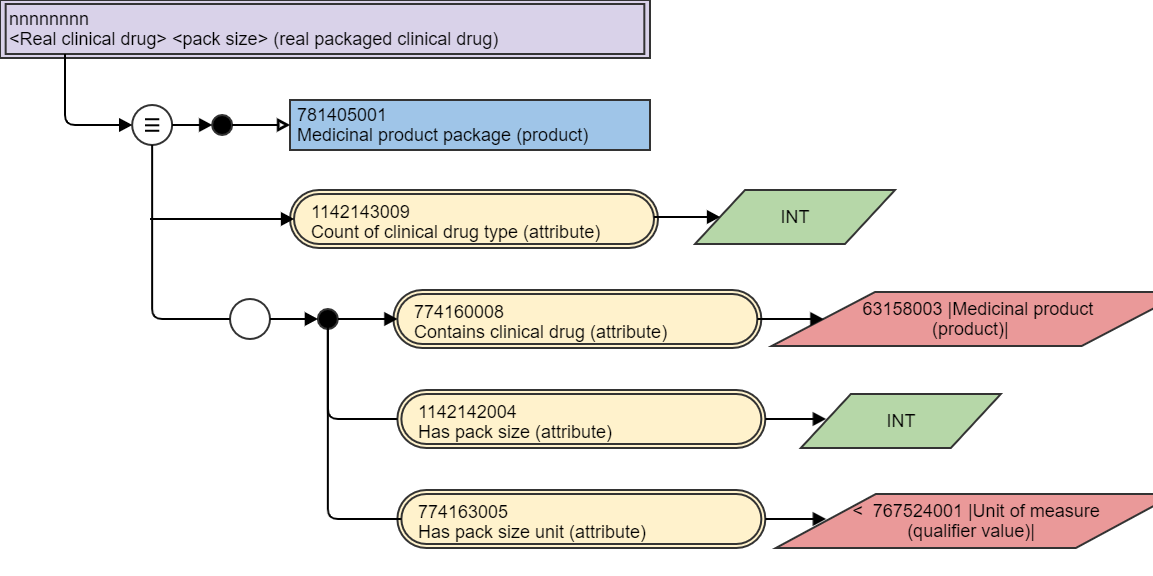 nnnnnnnn
<Real clinical drug> <pack size> (real packaged clinical drug)
781405001
Medicinal product package (product)
1142143009
Count of clinical drug type (attribute)
INT
774160008
Contains clinical drug (attribute)
63158003 |Medicinal product
(product)|
1142142004
Has pack size (attribute)
INT
774163005
Has pack size unit (attribute)
< 767524001 |Unit of measure
(qualifier value)|